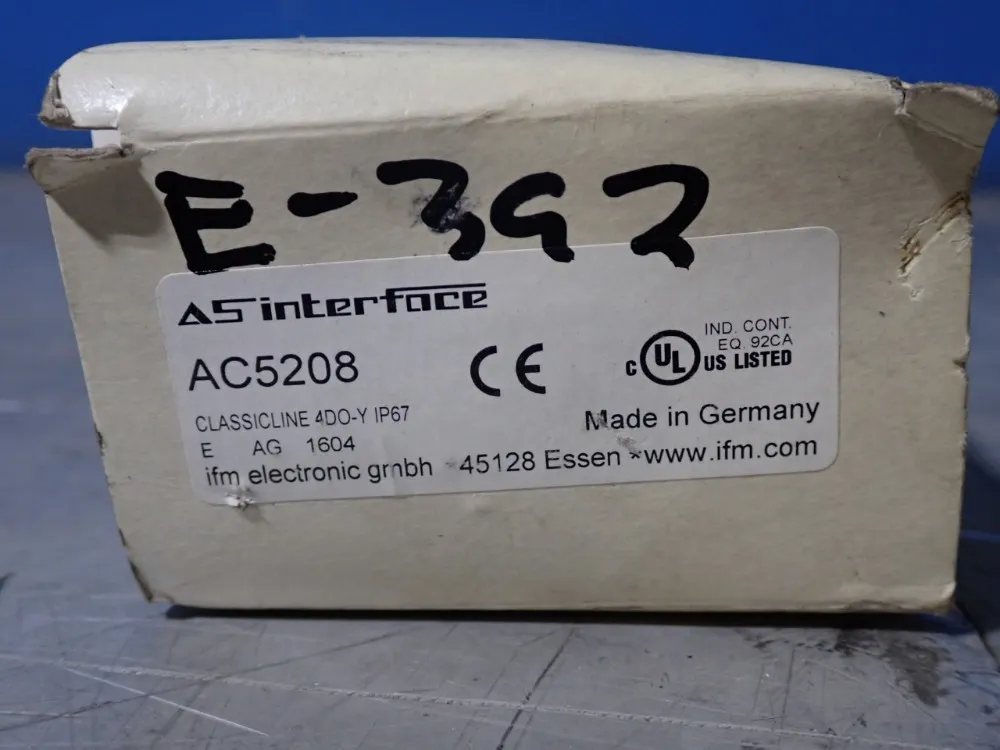 E-392
AS interface
AC5208
CE
CLASSICLINE 4DO-Y IP67
E AG 1604
ifm electronic gmbh 45128 Essen *www.ifm.com
c UL US LISTED
IND. CONT.
EQ. 92CA
Made in Germany